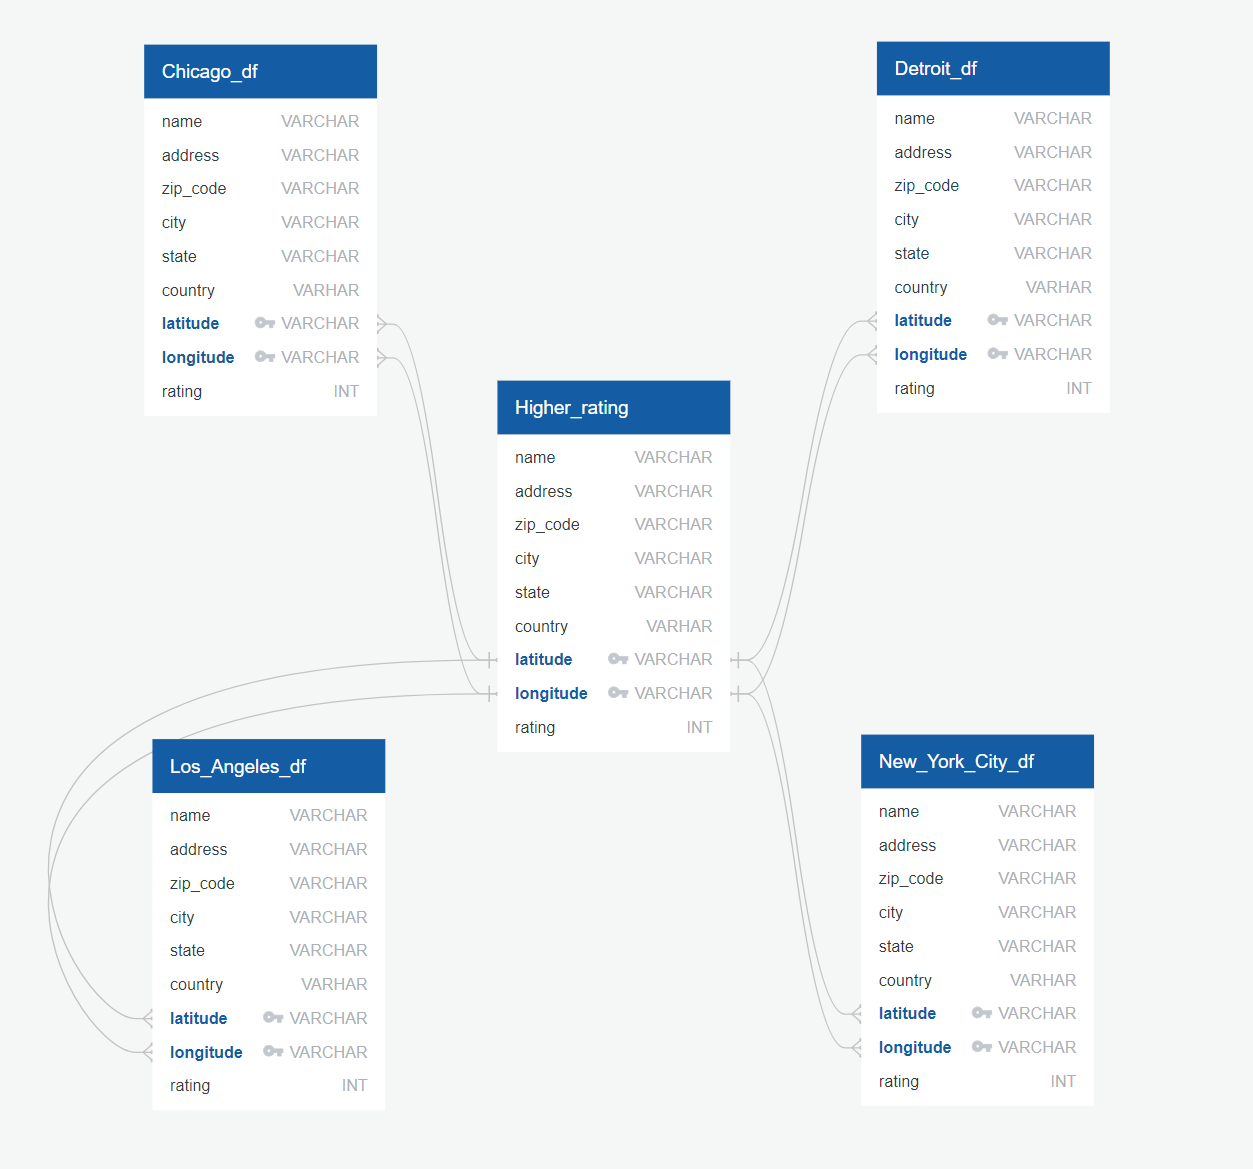 Chicago_df
name VARCHAR
address VARCHAR
zip_code VARCHAR
city VARCHAR
state VARCHAR
country VARHAR
latitude VARCHAR
longitude VARCHAR
rating INT
Detroit_df
name VARCHAR
address VARCHAR
zip_code VARCHAR
city VARCHAR
state VARCHAR
country VARHAR
latitude VARCHAR
longitude VARCHAR
rating INT
Higher_rating
name VARCHAR
address VARCHAR
zip_code VARCHAR
city VARCHAR
state VARCHAR
country VARHAR
latitude VARCHAR
longitude VARCHAR
rating INT
Los_Angeles_df
name VARCHAR
address VARCHAR
zip_code VARCHAR
city VARCHAR
state VARCHAR
country VARHAR
latitude VARCHAR
longitude VARCHAR
rating INT
New_York_City_df
name VARCHAR
address VARCHAR
zip_code VARCHAR
city VARCHAR
state VARCHAR
country VARHAR
latitude VARCHAR
longitude VARCHAR
rating INT